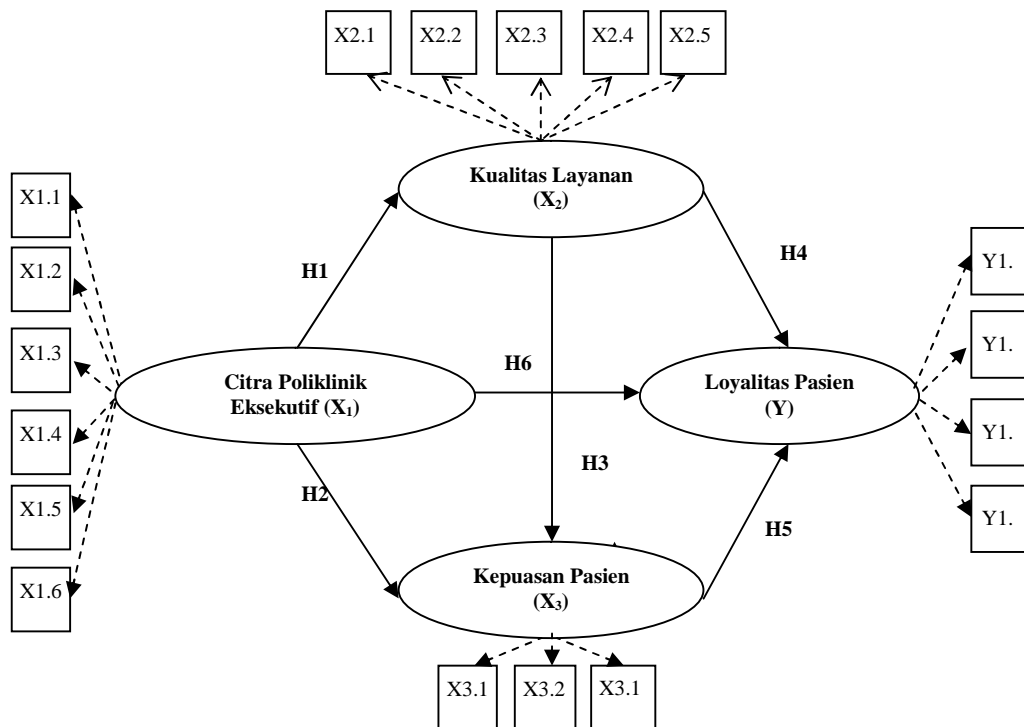 X2.1 X2.2 X2.3 X2.4 X2.5
Kualitas Layanan
(X₂)
X1.1
X1.2
X1.3
X1.4
X1.5
X1.6
H1
H4
Citra Poliklinik
Eksekutif (X₁)
H6
Loyalitas Pasien
(Y)
Y1.
Y1.
Y1.
Y1.
H2
H3
H5
Kepuasan Pasien
(X₃)
X3.1 X3.2 X3.1